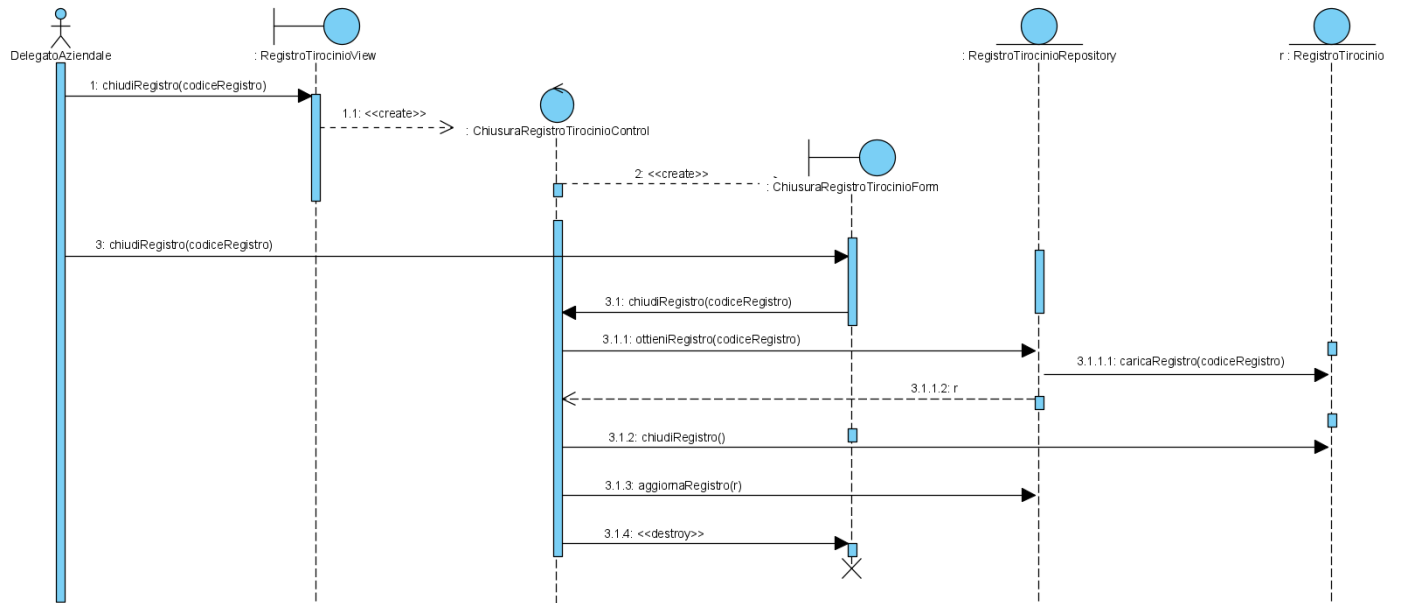 DelegatoAziendale
: RegistroTirocinioView
: RegistroTirocinioRepository
r : RegistroTirocinio
1: chiudiRegistro(codiceRegistro)
1.1: <<create>>
: ChiusuraRegistroTirocinioControl
2: <<create>>
: ChiusuraRegistroTirocinioForm
3: chiudiRegistro(codiceRegistro)
3.1: chiudiRegistro(codiceRegistro)
3.1.1: ottieniRegistro(codiceRegistro)
3.1.1.1: caricaRegistro(codiceRegistro)
3.1.1.2: r
3.1.2: chiudiRegistro()
3.1.3: aggiornaRegistro(r)
3.1.4: <<destroy>>